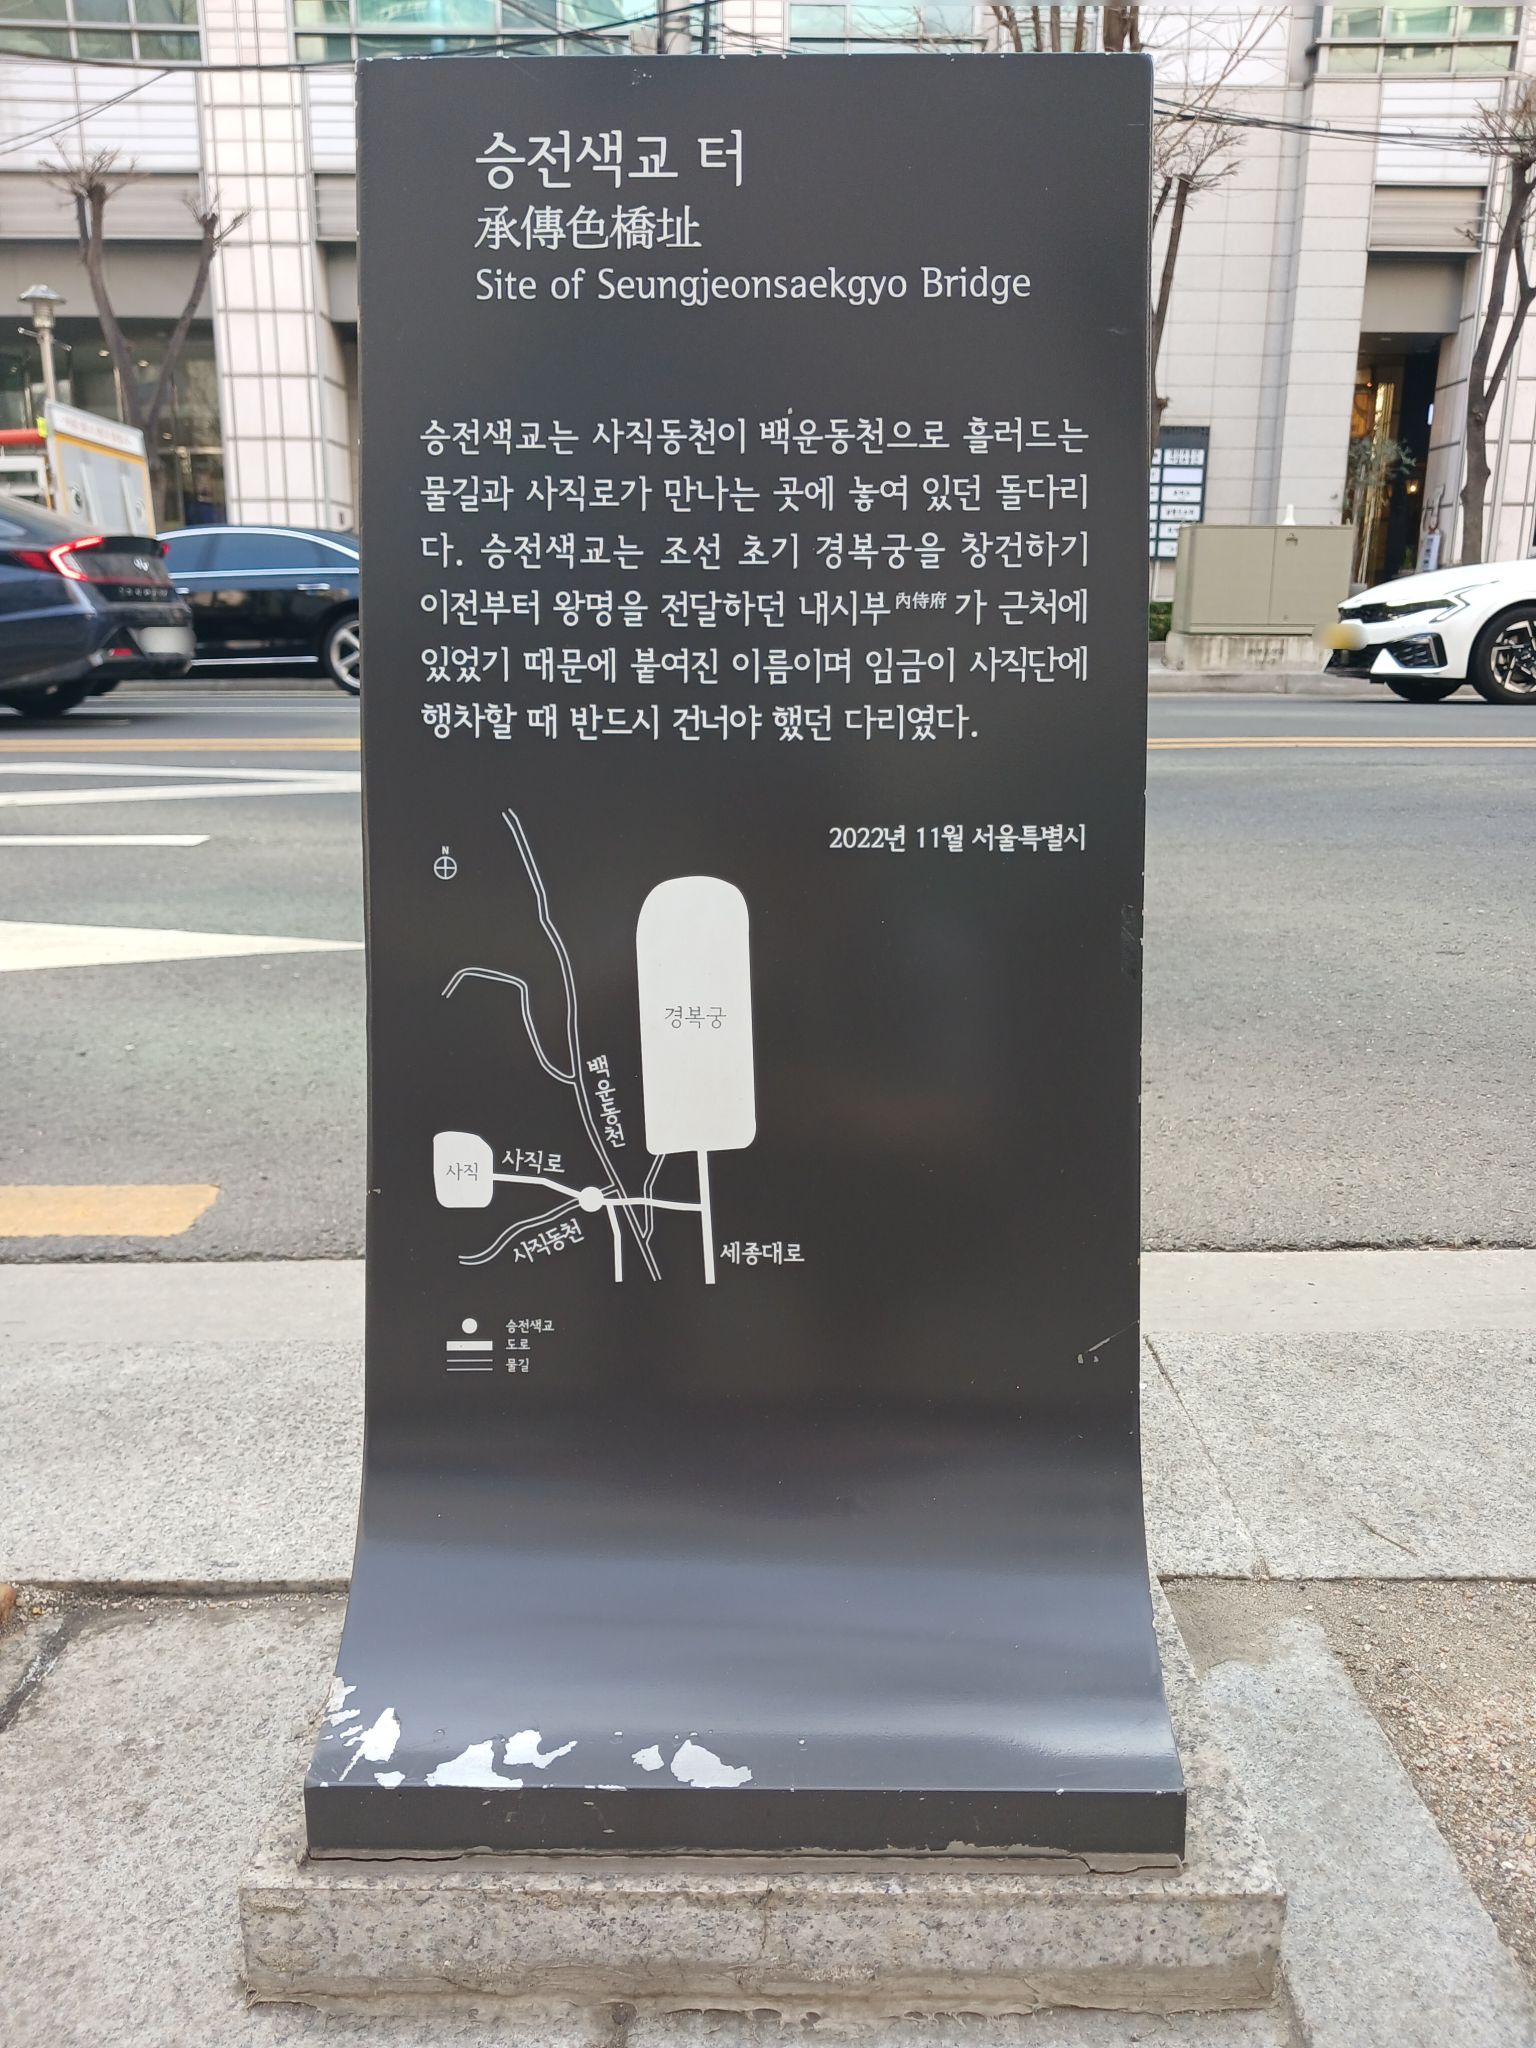 승전색교 터
承傳色橋址
Site of Seungjeonsaekgyo Bridge
승전색교는 사직동천이 백운동천으로 흘러드는
물길과 사직로가 만나는 곳에 놓여 있던 돌다리
다. 승전색교는 조선 초기 경복궁을 창건하기
이전부터 왕명을 전달하던 내시부內侍府가 근처에
있었기 때문에 붙여진 이름이며 임금이 사직단에
행차할 때 반드시 건너야 했던 다리였다.
2022년 11월 서울특별시
N
경복궁
백운동천
사직
사직로
사직동천
세종대로
승전색교
도로
물길